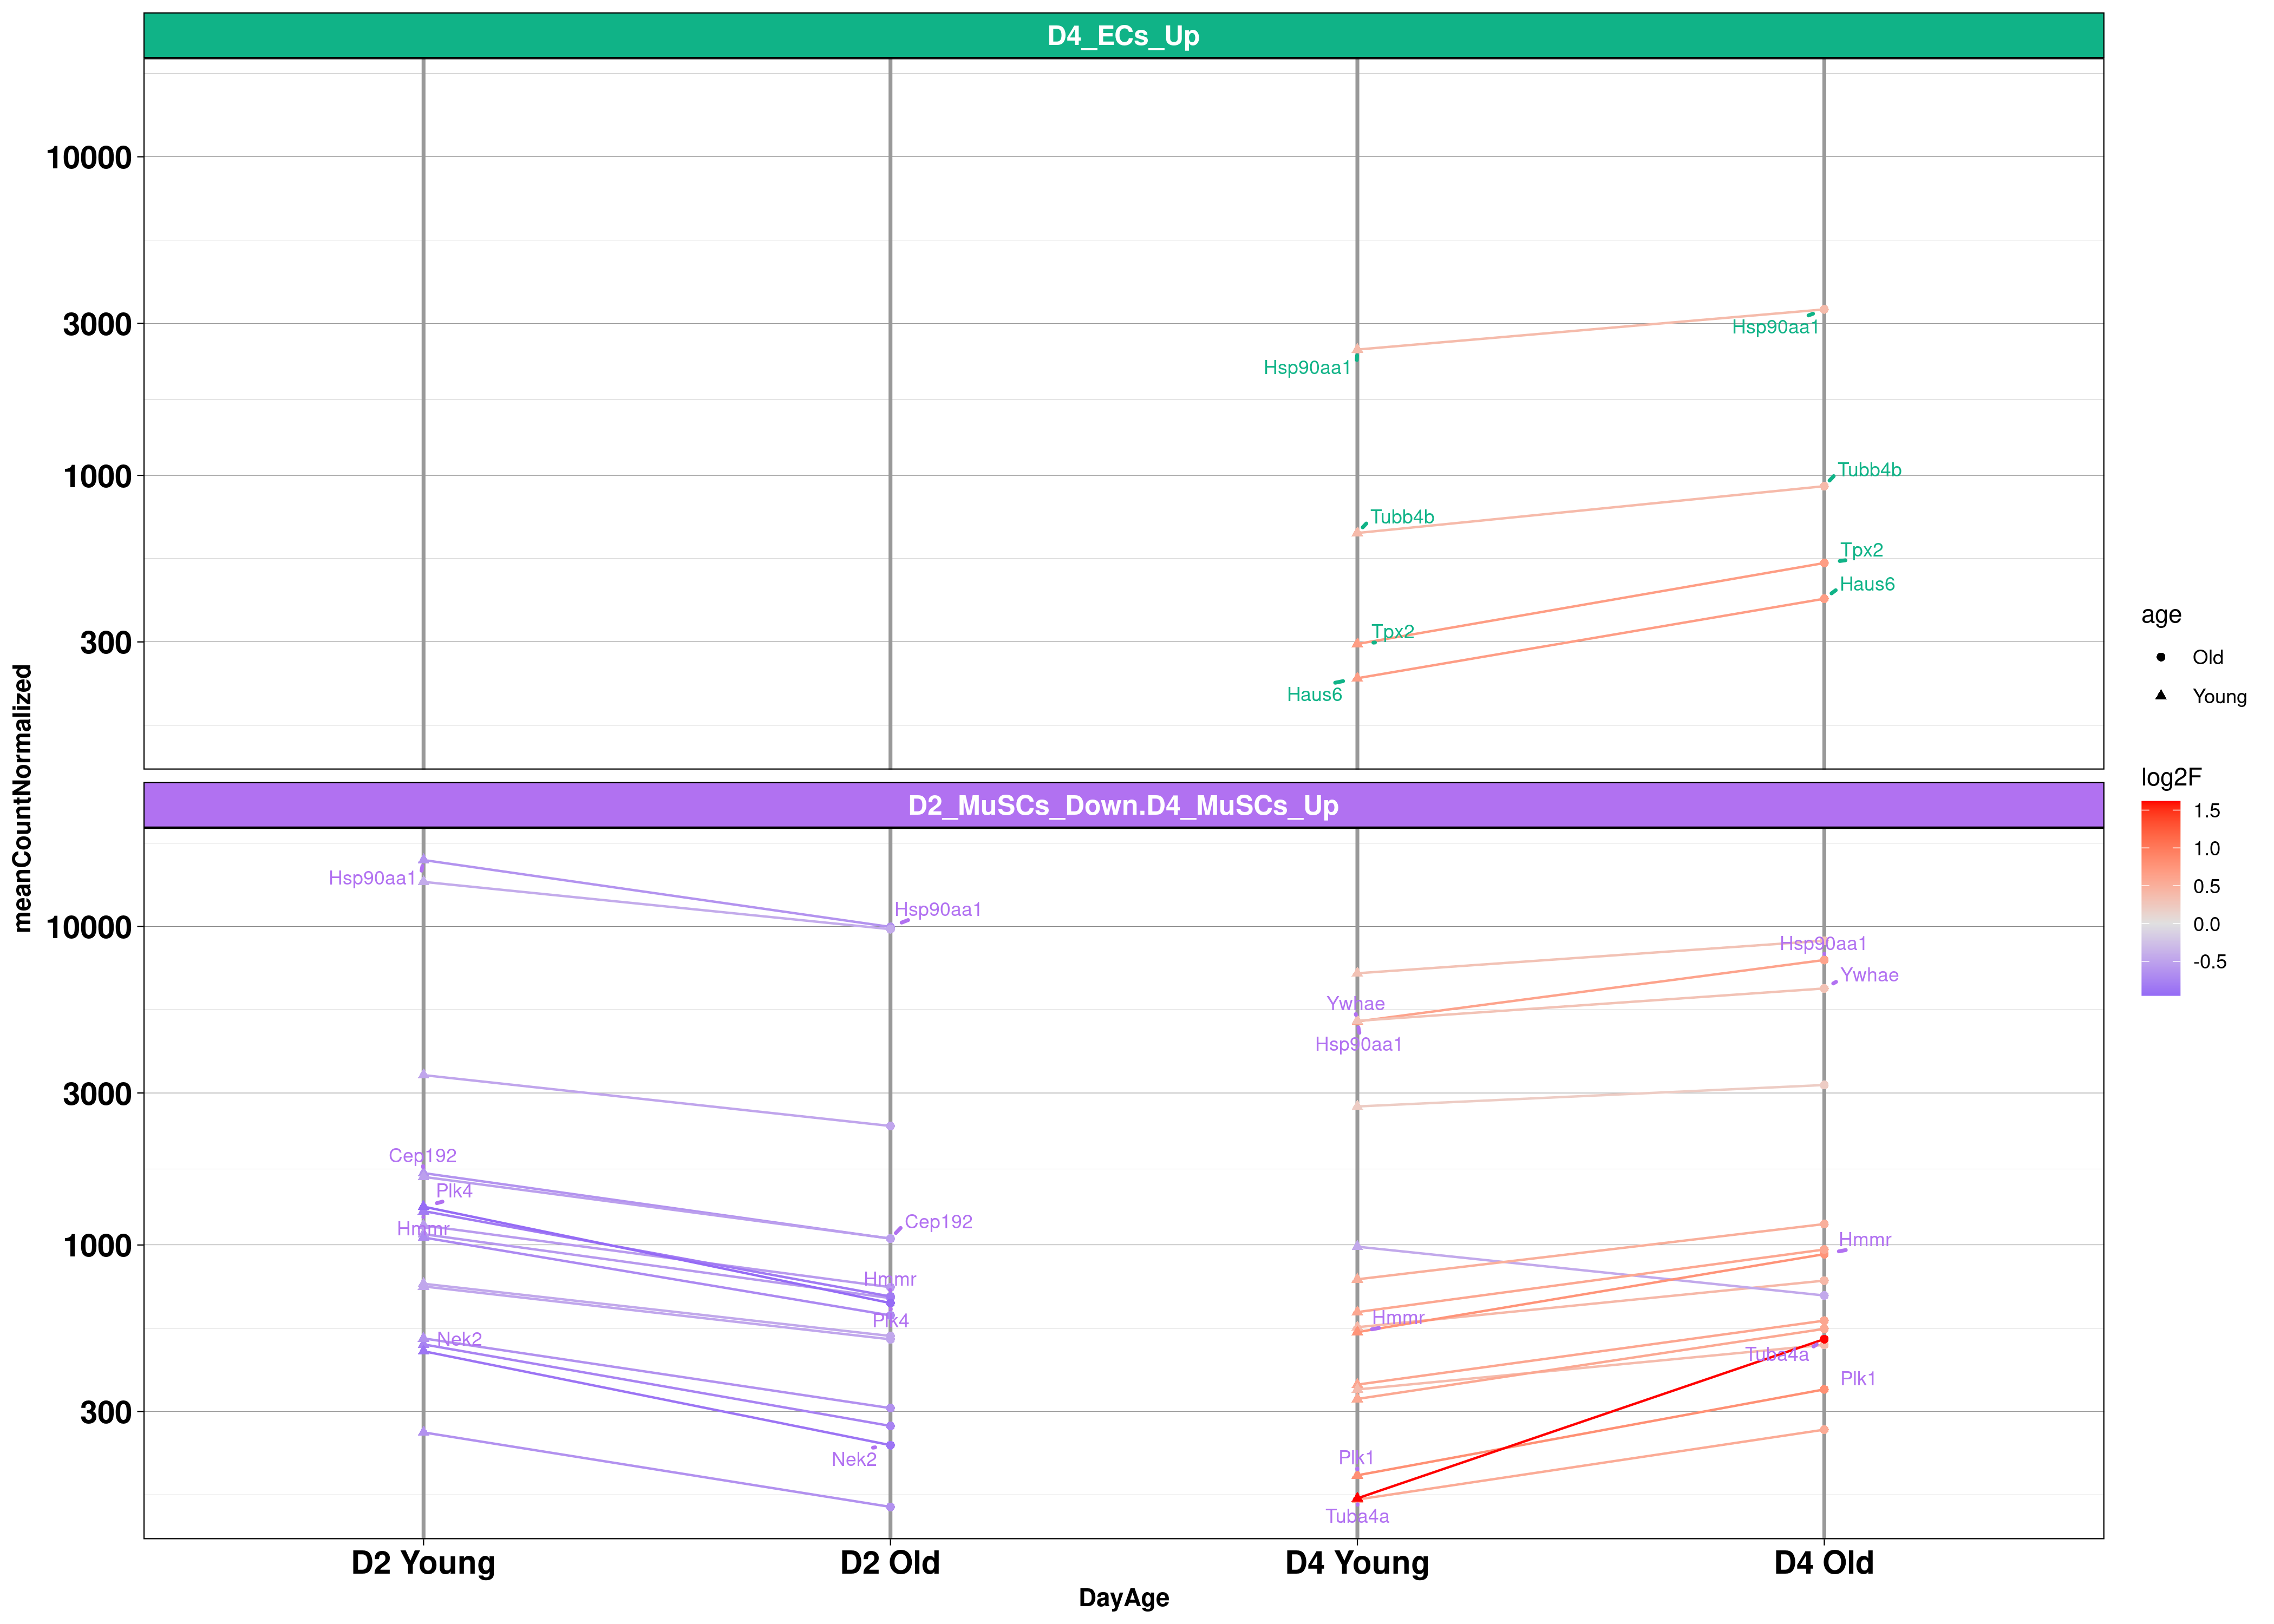 D4_ECs_Up
10000
3000
1000
300
Hsp90aa1
Hsp90aa1
Tubb4b
Tubb4b
Tpx2
Haus6
Tpx2
Haus6
D2_MuSCs_Down.D4_MuSCs_Up
10000
3000
1000
300
Hsp90aa1
Hsp90aa1
Hsp90aa1
Ywhae
Ywhae
Hsp90aa1
Cep192
Plk4
Cep192
Hmmr
Hmmr
Hmmr
Plk4
Hmmr
Nek2
Tuba4a
Plk1
Nek2
Plk1
Tuba4a
D2 Young
D2 Old
D4 Young
D4 Old
DayAge
meanCountNormalized
age
Old
Young
log2F
1.5
1.0
0.5
0.0
-0.5